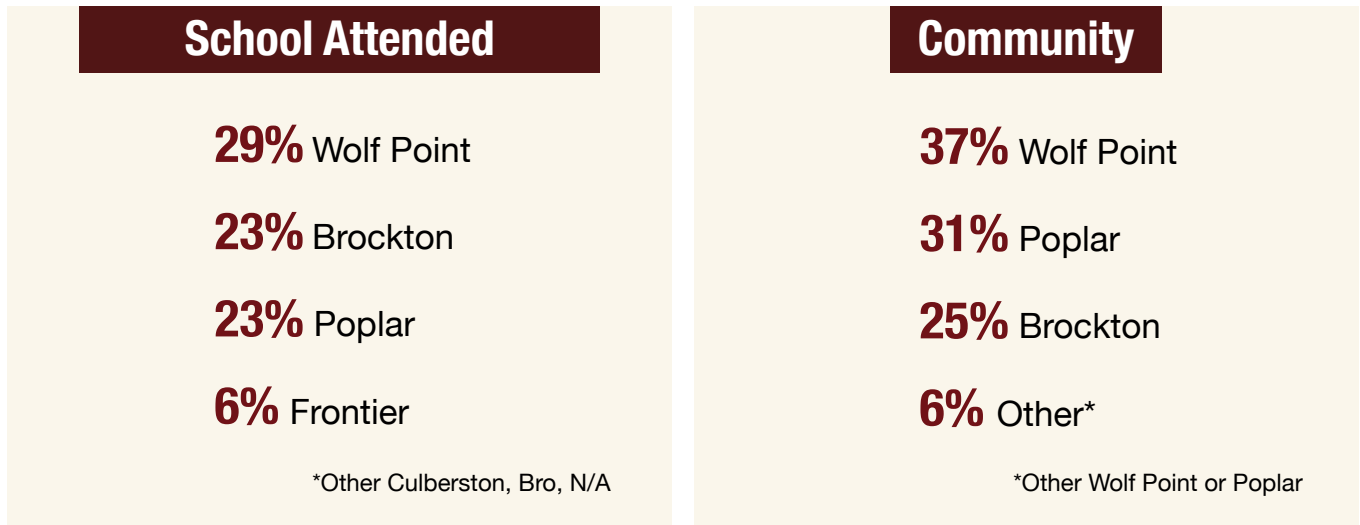 School Attended
29% Wolf Point
23% Brockton
23% Poplar
6% Frontier
*Other Culberston, Bro, N/A
Community
37% Wolf Point
31% Poplar
25% Brockton
6% Other*
*Other Wolf Point or Poplar